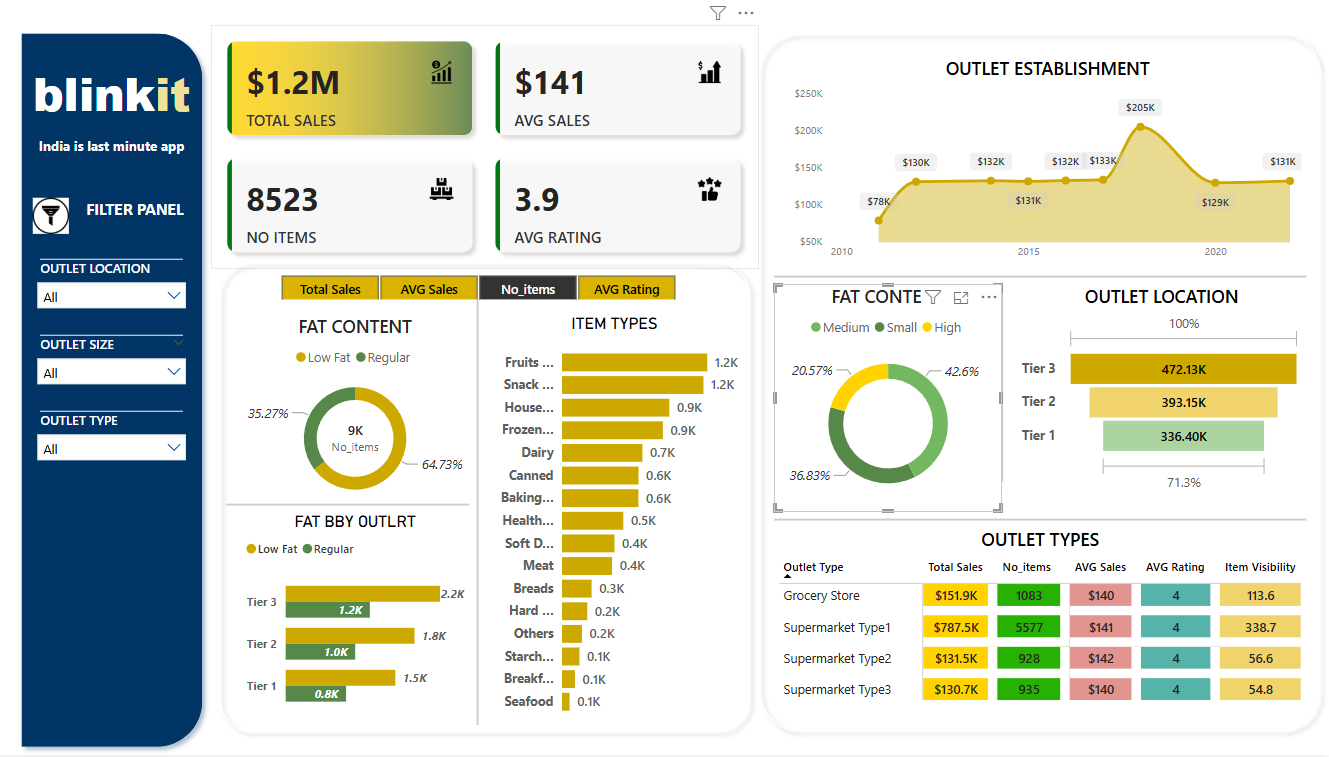 blinkit
India is last minute app
FILTER PANEL
OUTLET LOCATION
All
OUTLET SIZE
All
OUTLET TYPE
All
$1.2M
TOTAL SALES
$141
AVG SALES
8523
NO ITEMS
3.9
AVG RATING
Total Sales
AVG Sales
No_items
AVG Rating
FAT CONTENT
Low Fat Regular
35.27%
9K
No_items
64.73%
FAT BBY OUTLRT
Low Fat Regular
Tier 3 2.2K
1.2K
Tier 2 1.8K
1.0K
Tier 1 1.5K
0.8K
ITEM TYPES
Fruits ... 1.2K
Snack ... 1.2K
House... 0.9K
Frozen... 0.9K
Dairy 0.7K
Canned 0.6K
Baking... 0.6K
Health... 0.5K
Soft D... 0.4K
Meat 0.4K
Breads 0.3K
Hard ... 0.2K
Others 0.2K
Starch... 0.1K
Breakf... 0.1K
Seafood 0.1K
OUTLET ESTABLISHMENT
$250K
$200K
$150K
$100K
$50K
$78K
$130K
$132K
$131K
$132K
$133K
$205K
$129K
$131K
2010 2015 2020
FAT CONTE
Medium Small High
20.57%
42.6%
36.83%
OUTLET LOCATION
100%
Tier 3 472.13K
Tier 2 393.15K
Tier 1 336.40K
71.3%
OUTLET TYPES
Outlet Type Total Sales No_items AVG Sales AVG Rating Item Visibility
Grocery Store $151.9K 1083 $140 4 113.6
Supermarket Type1 $787.5K 5577 $141 4 338.7
Supermarket Type2 $131.5K 928 $142 4 56.6
Supermarket Type3 $130.7K 935 $140 4 54.8